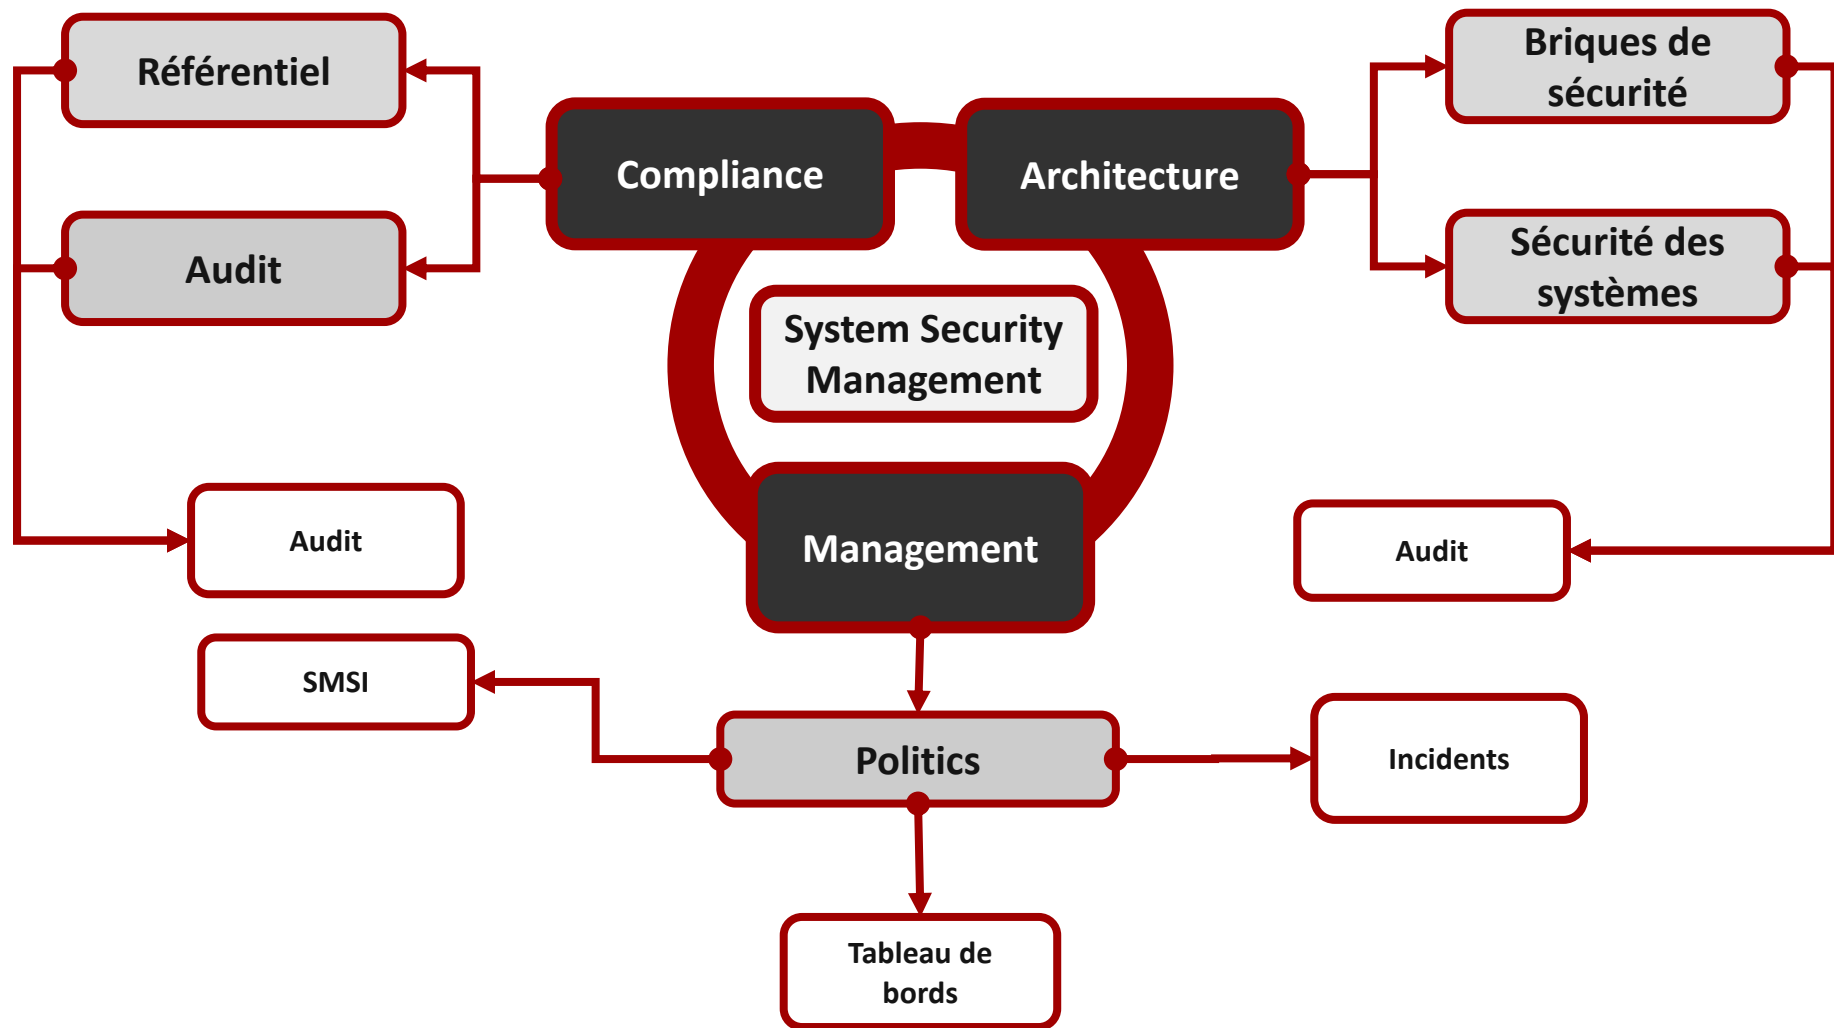 Référentiel
Briques de
sécurité
Compliance
Architecture
Audit
Sécurité des
systèmes
System Security
Management
Audit
Management
Audit
SMSI
Politics
Incidents
Tableau de
bords